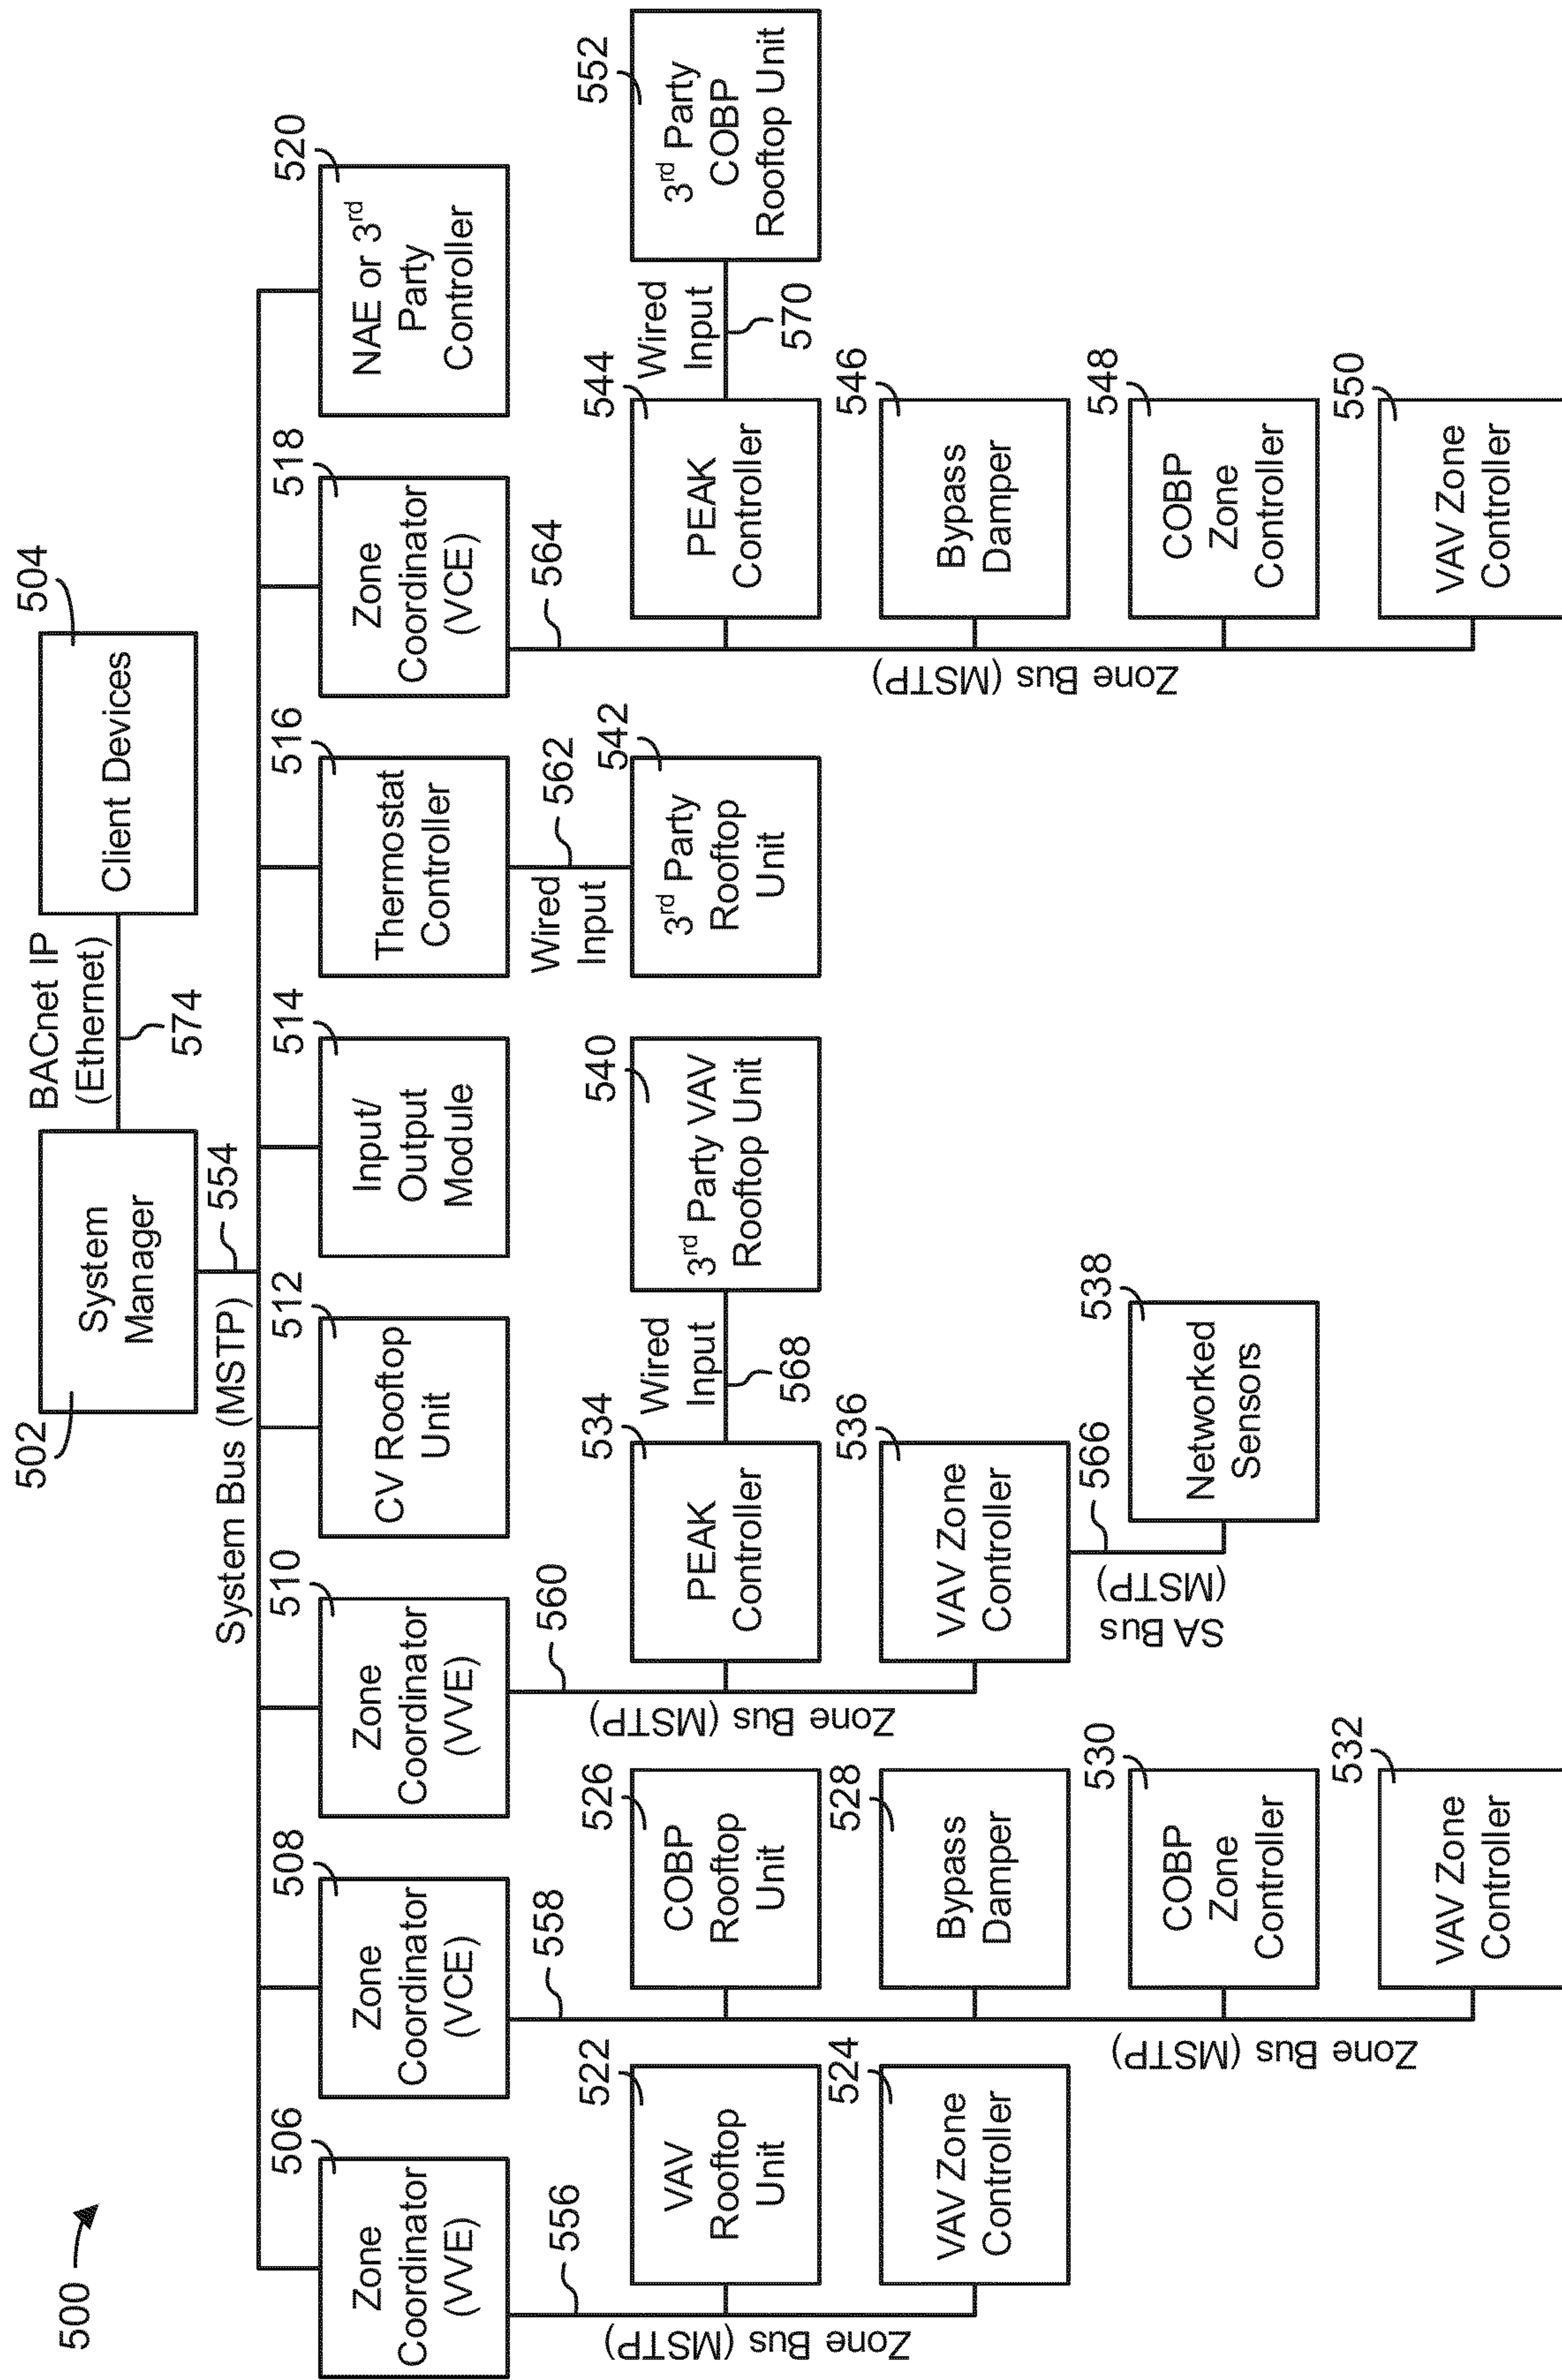 500
502
System
Manager
BACnet IP
(Ethernet)
574
504
Client Devices
554
System Bus (MSTP)
506
Zone
Coordinator
(VVE)
508
Zone
Coordinator
(VCE)
510
Zone
Coordinator
(VVE)
512
CV Rooftop
Unit
514
Input/
Output
Module
516
Thermostat
Controller
518
Zone
Coordinator
(VCE)
520
NAE or 3rd
Party
Controller
556
Zone Bus (MSTP)
522
VAV
Rooftop
Unit
524
VAV Zone
Controller
558
Zone Bus (MSTP)
526
COBP
Rooftop
Unit
528
Bypass
Damper
530
COBP
Zone
Controller
532
VAV Zone
Controller
560
Zone Bus (MSTP)
534
PEAK
Controller
Wired
Input
568
540
3rd Party VAV
Rooftop Unit
536
VAV Zone
Controller
566
SA Bus
(MSTP)
538
Networked
Sensors
Wired
Input
562
542
3rd Party
Rooftop
Unit
564
Zone Bus (MSTP)
544
PEAK
Controller
Wired
Input
570
552
3rd Party
COBP
Rooftop Unit
546
Bypass
Damper
548
COBP
Zone
Controller
550
VAV Zone
Controller